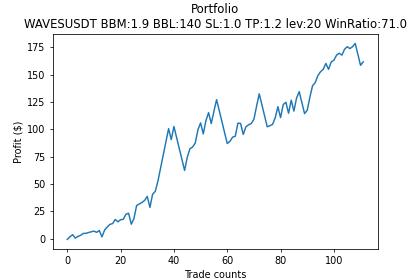 Portfolio
WAVESUSDT BBM:1.9 BBL:140 SL:1.0 TP:1.2 lev:20 WinRatio:71.0
175
150
125
100
75
50
25
0
Profit ($)
0 20 40 60 80 100
Trade counts